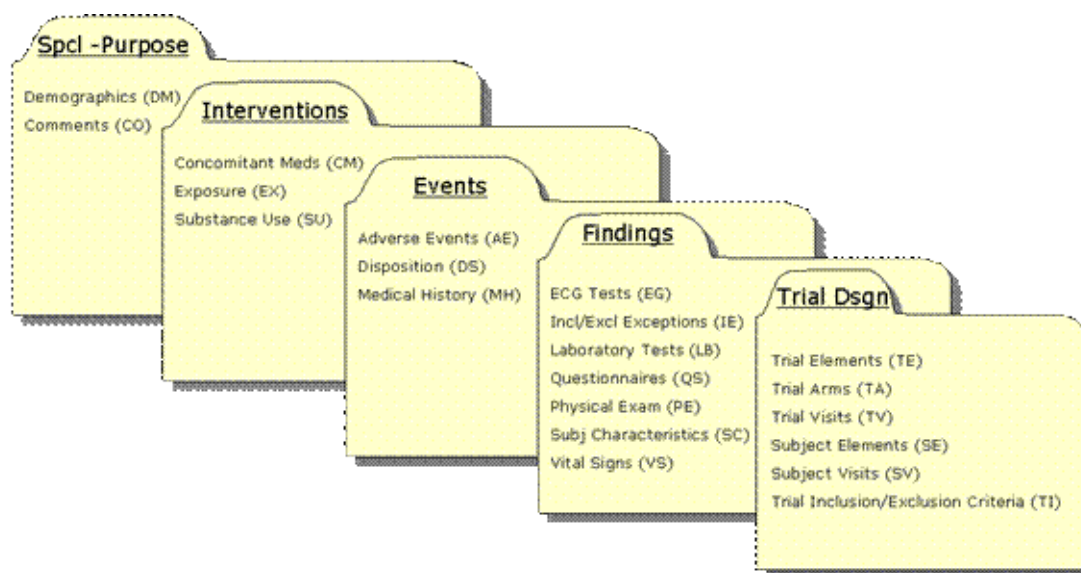 Spcl -Purpose
Demographics (DM)
Comments (CO)
Interventions
Concomitant Meds (CM)
Exposure (EX)
Substance Use (SU)
Events
Adverse Events (AE)
Disposition (DS)
Medical History (MH)
Findings
ECG Tests (EG)
Incl/Excl Exceptions (IE)
Laboratory Tests (LB)
Questionnaires (QS)
Physical Exam (PE)
Subj Characteristics (SC)
Vital Signs (VS)
Trial Dsgn
Trial Elements (TE)
Trial Arms (TA)
Trial Visits (TV)
Subject Elements (SE)
Subject Visits (SV)
Trial Inclusion/Exclusion Criteria (TI)